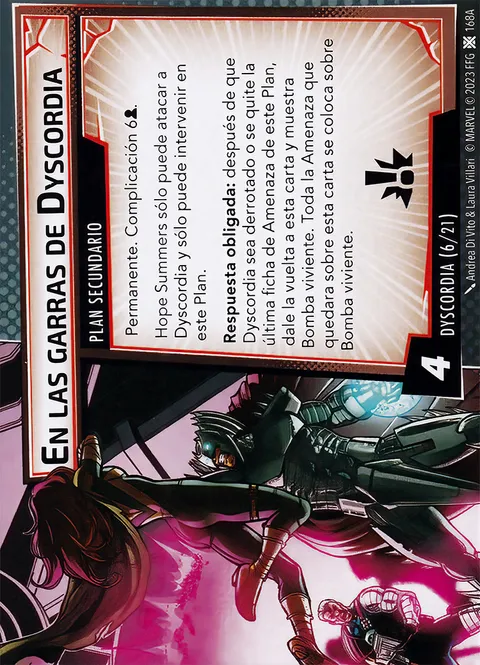 EN LAS GARRAS DE DYSCORDIA
PLAN SECUNDARIO
Permanente. Complicación 6.
Hope Summers sólo puede atacar a
Dyscordia y sólo puede intervenir en
este Plan.
Respuesta obligada: después de que
Dyscordia sea derrotado o se quite la
última ficha de Amenaza de este Plan,
dale la vuelta a esta carta y muestra
Bomba viviente. Toda la Amenaza que
quedara sobre esta carta se coloca sobre
Bomba viviente.
4
DYSCORDIA (6/21)
Andrea Di Vito & Laura Villari © MARVEL © 2023 FFG 168A